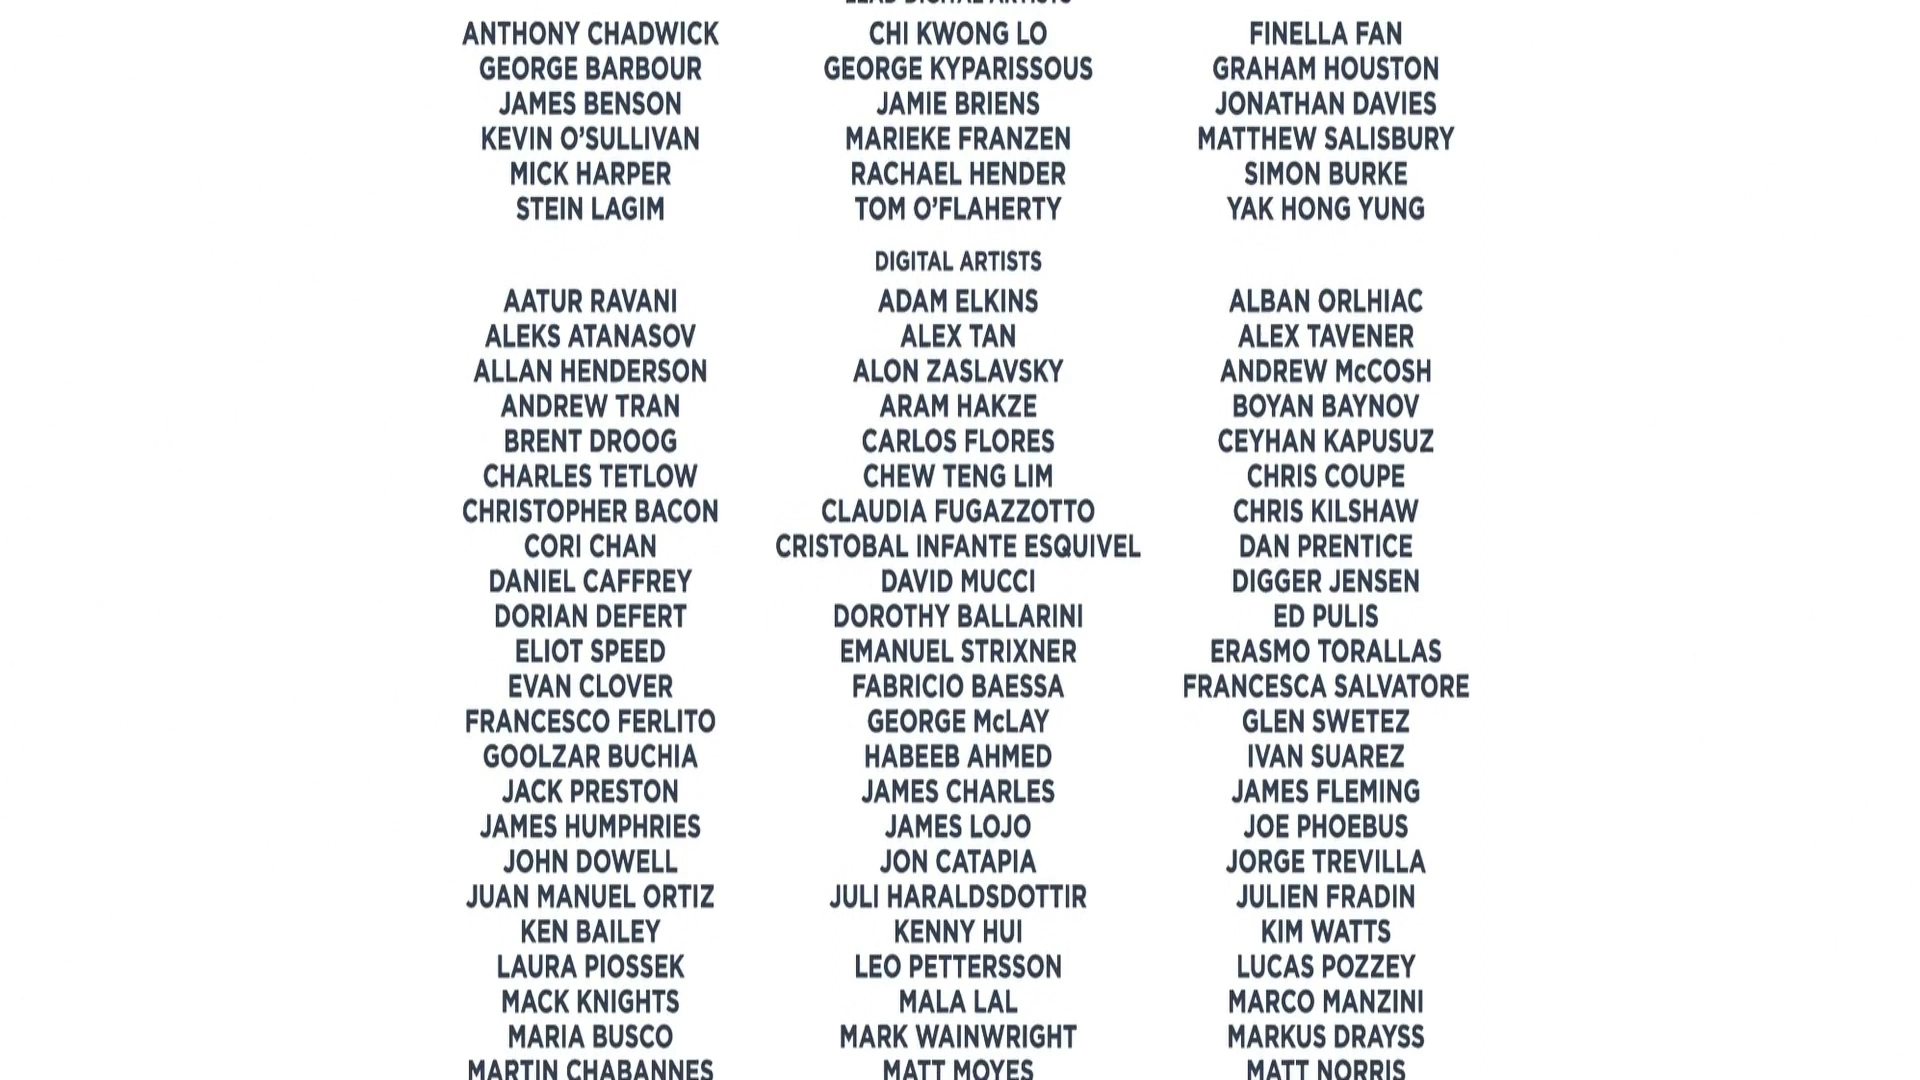 LEAD DIGITAL ARTISTS
ANTHONY CHADWICK CHI KWONG LO FINELLA FAN
GEORGE BARBOUR GEORGE KYPARISSOUS GRAHAM HOUSTON
JAMES BENSON JAMIE BRIENS JONATHAN DAVIES
KEVIN O’SULLIVAN MARIEKE FRANZEN MATTHEW SALISBURY
MICK HARPER RACHAEL HENDER SIMON BURKE
STEIN LAGIM TOM O’FLAHERTY YAK HONG YUNG
DIGITAL ARTISTS
AATUR RAVANI ADAM ELKINS ALBAN ORLHIAC
ALEKS ATANASOV ALEX TAN ALEX TAVENER
ALLAN HENDERSON ALON ZASLAVSKY ANDREW McCOSH
ANDREW TRAN ARAM HAKZE BOYAN BAYNOV
BRENT DROOG CARLOS FLORES CEYHAN KAPUSUZ
CHARLES TETLOW CHEW TENG LIM CHRIS COUPE
CHRISTOPHER BACON CLAUDIA FUGAZZOTTO CHRIS KILSHAW
CORI CHAN CRISTOBAL INFANTE ESQUIVEL DAN PRENTICE
DANIEL CAFFREY DAVID MUCCI DIGGER JENSEN
DORIAN DEFERT DOROTHY BALLARINI ED PULIS
ELIOT SPEED EMANUEL STRIXNER ERASMO TORALLAS
EVAN CLOVER FABRICIO BAESSA FRANCESCA SALVATORE
FRANCESCO FERLITO GEORGE McLAY GLEN SWETEZ
GOOLZAR BUCHIA HABEEB AHMED IVAN SUAREZ
JACK PRESTON JAMES CHARLES JAMES FLEMING
JAMES HUMPHRIES JAMES LOJO JOE PHOEBUS
JOHN DOWELL JON CATAPIA JORGE TREVILLA
JUAN MANUEL ORTIZ JULI HARALDSDOTTIR JULIEN FRADIN
KEN BAILEY KENNY HUI KIM WATTS
LAURA PIOSSEK LEO PETTERSSON LUCAS POZZEY
MACK KNIGHTS MALA LAL MARCO MANZINI
MARIA BUSCO MARK WAINWRIGHT MARKUS DRAYSS
MARTIN CHABANNES MATT MOYES MATT NORRIS